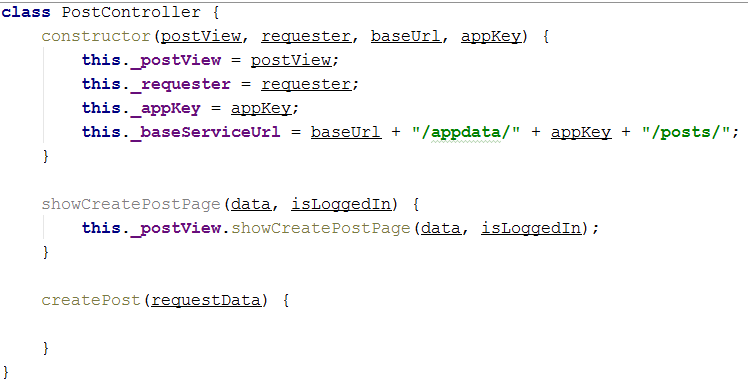 class PostController {
    constructor(postView, requester, baseUrl, appKey) {
        this._postView = postView;
        this._requester = requester;
        this._appKey = appKey;
        this._baseServiceUrl = baseUrl + "/appdata/" + appKey + "/posts/";
    }

    showCreatePostPage(data, isLoggedIn) {
        this._postView.showCreatePostPage(data, isLoggedIn);
    }

    createPost(requestData) {

    }
}